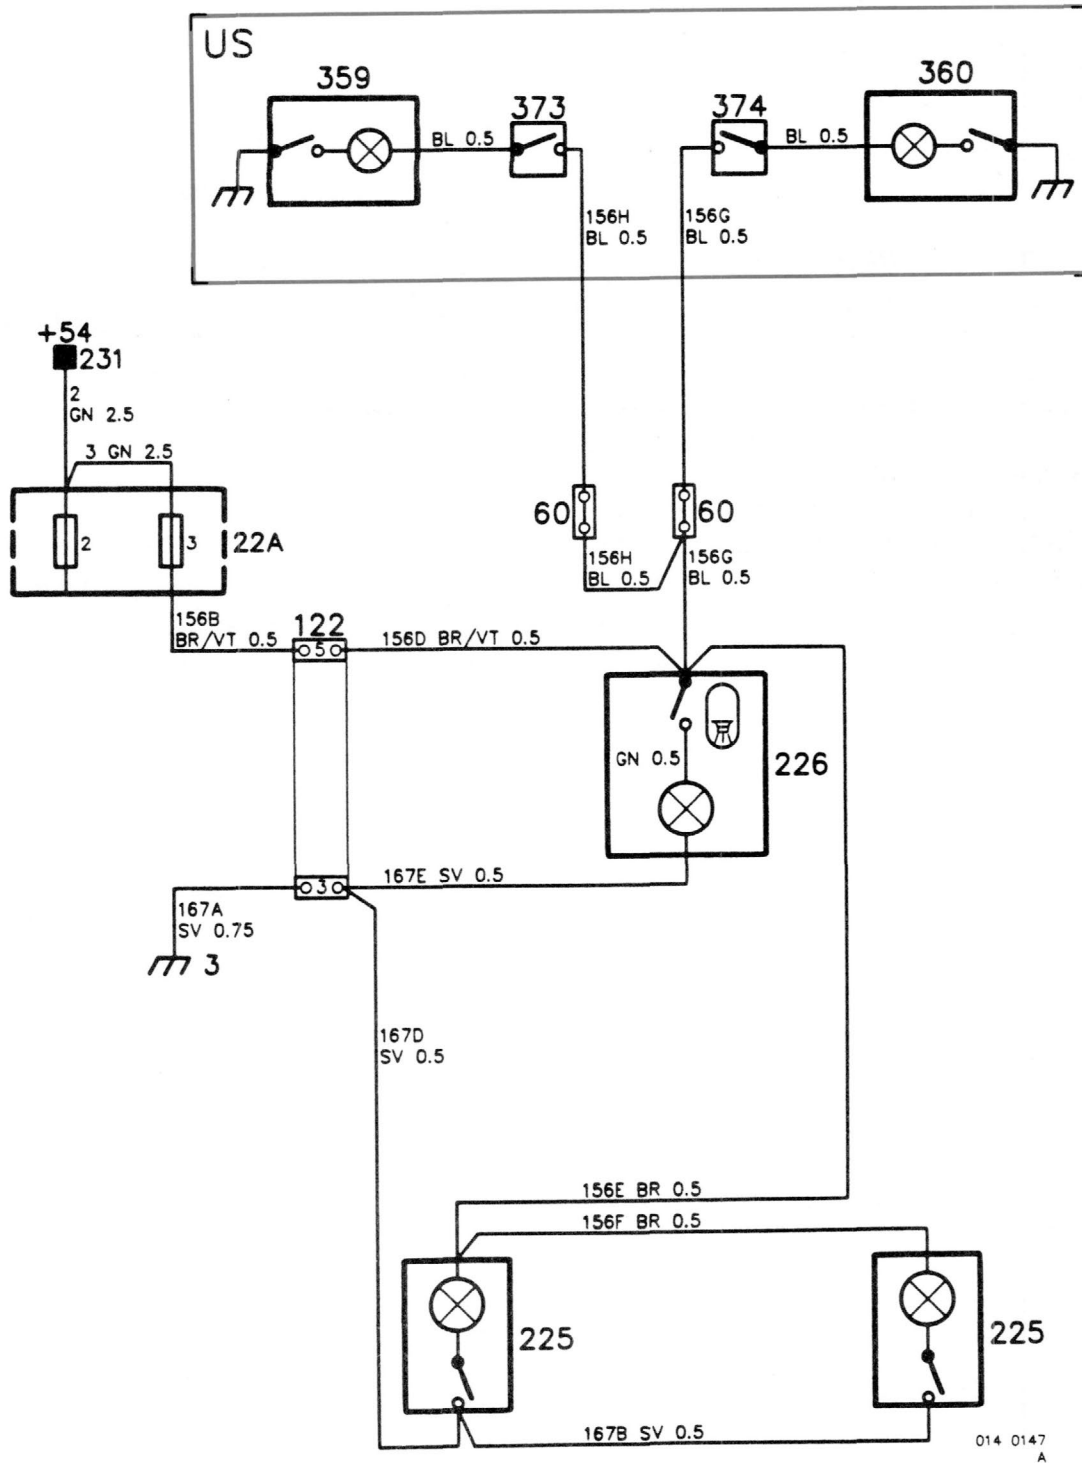 US
359
360
373
374
BL 0.5
BL 0.5
156H
BL 0.5
156G
BL 0.5
+54
231
2
GN 2.5
3 GN 2.5
60
60
2
3
22A
156H
BL 0.5
156G
BL 0.5
156B
BR/VT 0.5
122
5
156D BR/VT 0.5
GN 0.5
226
3
167E SV 0.5
167A
SV 0.75
3
167D
SV 0.5
156E BR 0.5
156F BR 0.5
225
225
167B SV 0.5
014 0147
A